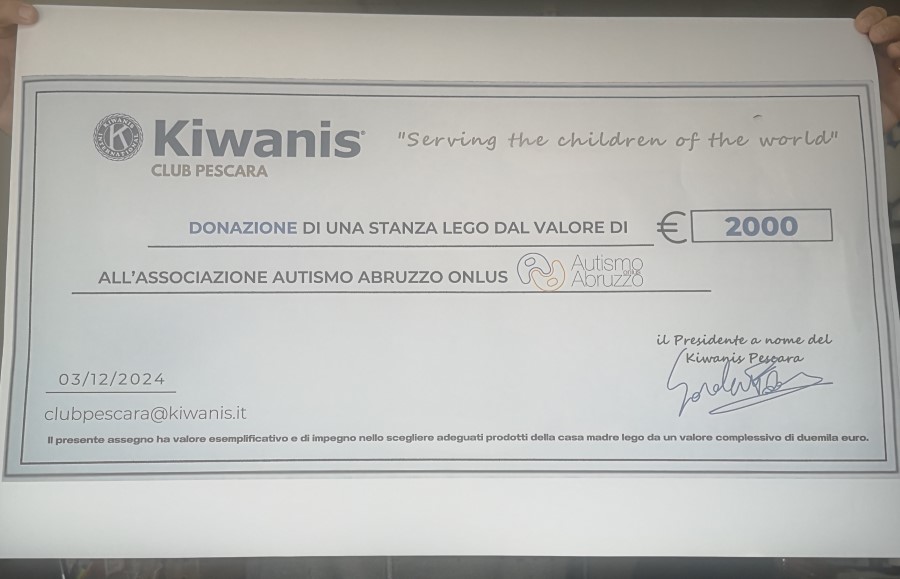 Kiwanis®
CLUB PESCARA
"Serving the children of the world"
DONAZIONE DI UNA STANZA LEGO DAL VALORE DI € 2000
ALL'ASSOCIAZIONE AUTISMO ABRUZZO ONLUS
Autismo
onlus
Abruzzo
il Presidente a nome del
Kiwanis Pescara
03/12/2024
clubpescara@kiwanis.it
Il presente assegno ha valore esemplificativo e di impegno nello scegliere adeguati prodotti della casa madre lego da un valore complessivo di duemila euro.